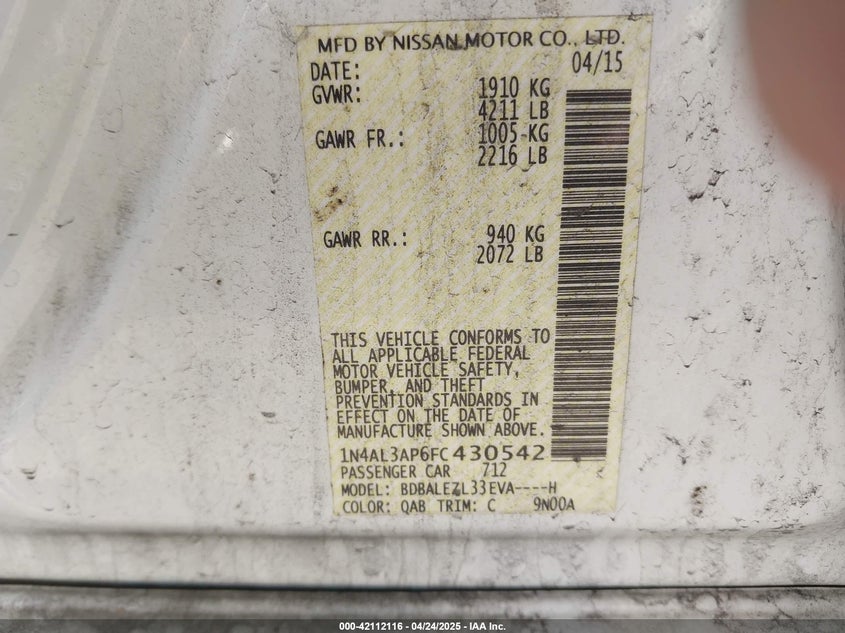 MFD BY NISSAN MOTOR CO., LTD.
DATE: 04/15
GVWR: 1910 KG
4211 LB
GAWR FR.: 1005 KG
2216 LB
GAWR RR.: 940 KG
2072 LB
THIS VEHICLE CONFORMS TO
ALL APPLICABLE FEDERAL
MOTOR VEHICLE SAFETY,
BUMPER, AND THEFT
PREVENTION STANDARDS IN
EFFECT ON THE DATE OF
MANUFACTURE SHOWN ABOVE.
1N4AL3AP6FC430542
PASSENGER CAR 712
MODEL: BDBALEZL33EVA----H
COLOR: QAB TRIM: C 9N00A
000-42112116 - 04/24/2025 - IAA Inc.